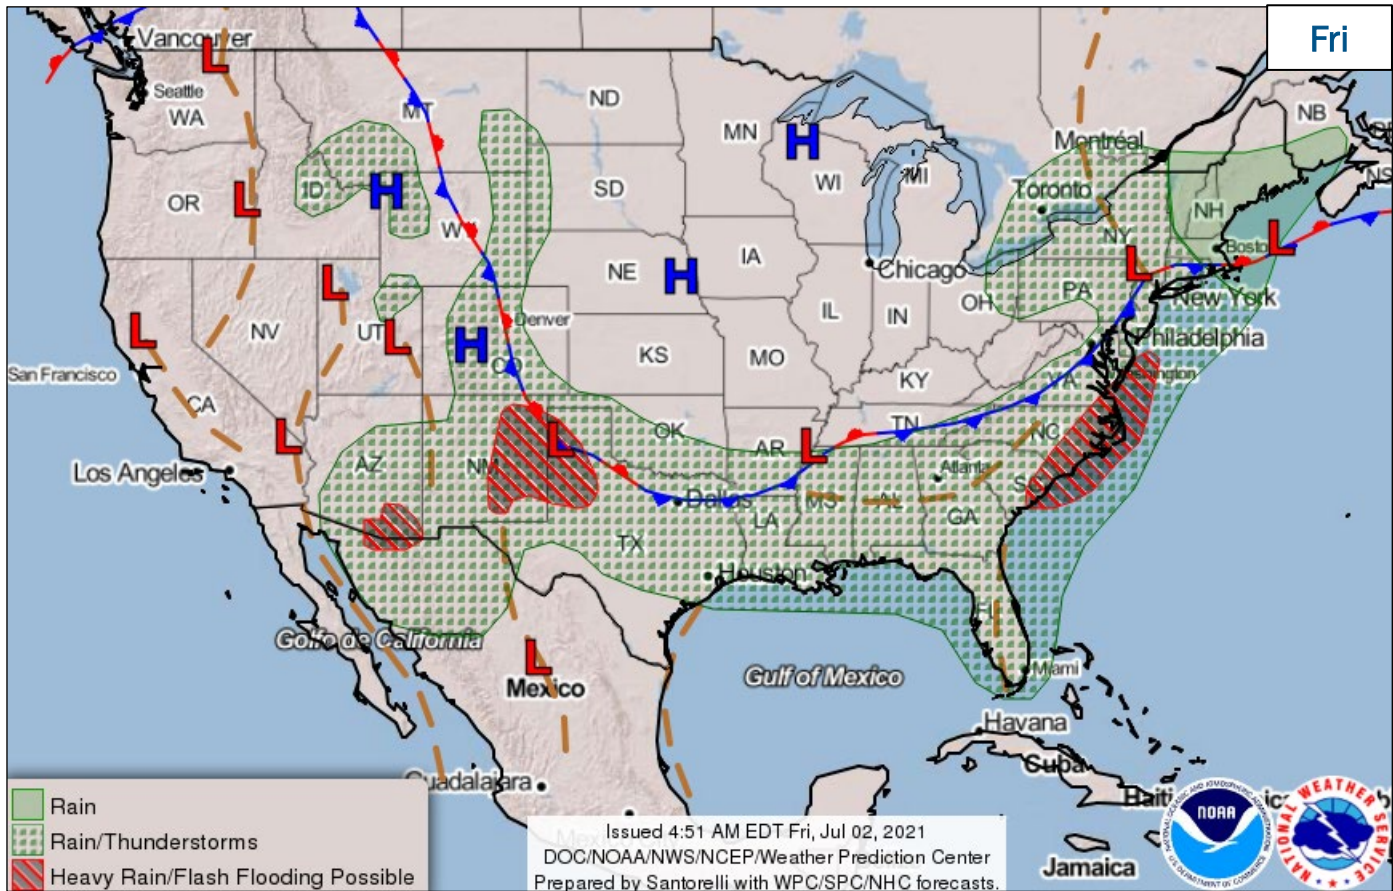 Fri
Vancouver
Seattle
WA
MT
ND
MN
NB
Montréal
OR
ID
SD
WI
MI
Toronto
NH
NY
Boston
NE
IA
Chicago
NV
UT
Denver
IL
IN
OH
PA
New York
San Francisco
CO
KS
MO
Philadelphia
KY
VA
Washington
CA
OK
AR
TN
NC
Los Angeles
AZ
NM
Atlanta
SC
Dallas
LA
MS
AL
GA
TX
Houston
FL
Golfo de California
Gulf of Mexico
Miami
Mexico
Havana
Cuba
Guadalajara
Jamaica
H
L
Rain
Rain/Thunderstorms
Heavy Rain/Flash Flooding Possible
Issued 4:51 AM EDT Fri, Jul 02, 2021
DOC/NOAA/NWS/NCEP/Weather Prediction Center
Prepared by Santorelli with WPC/SPC/NHC forecasts.
NOAA
NATIONAL WEATHER SERVICE